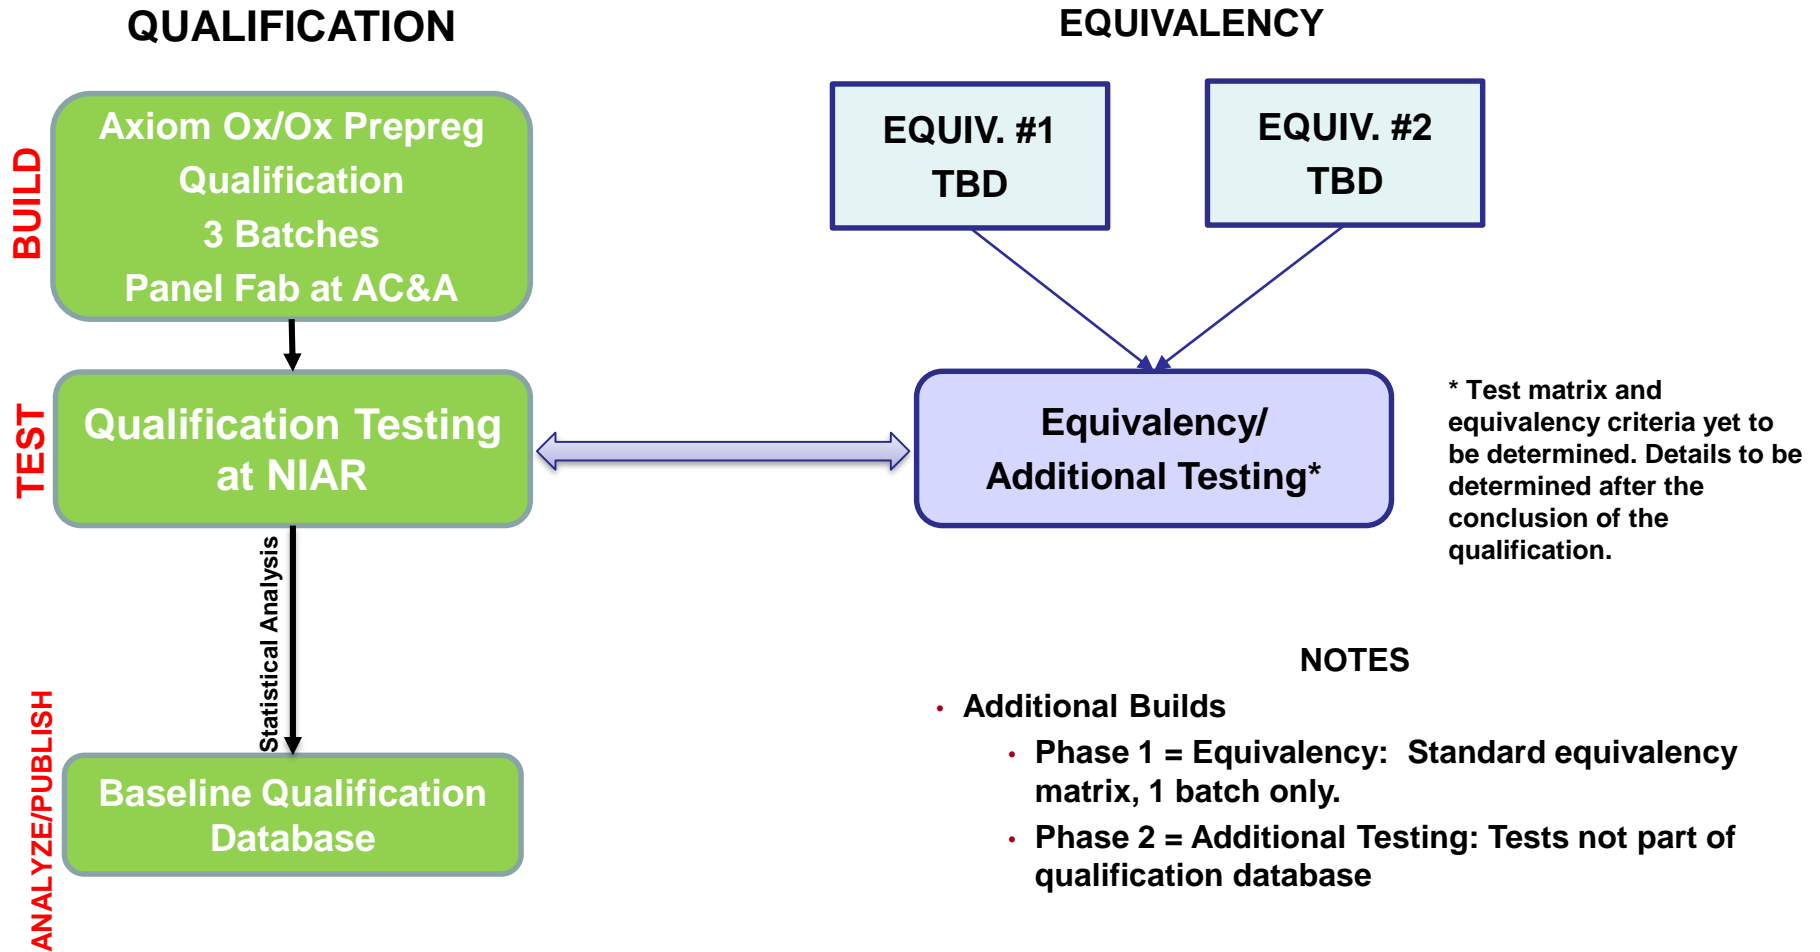 QUALIFICATION
BUILD
Axiom Ox/Ox Prepreg
Qualification
3 Batches
Panel Fab at AC&A
TEST
Qualification Testing
at NIAR
Statistical Analysis
ANALYZE/PUBLISH
Baseline Qualification
Database
EQUIVALENCY
EQUIV. #1
TBD
EQUIV. #2
TBD
Equivalency/
Additional Testing*
* Test matrix and
equivalency criteria yet to
be determined. Details to be
determined after the
conclusion of the
qualification.
NOTES
• Additional Builds
• Phase 1 = Equivalency: Standard equivalency
matrix, 1 batch only.
• Phase 2 = Additional Testing: Tests not part of
qualification database